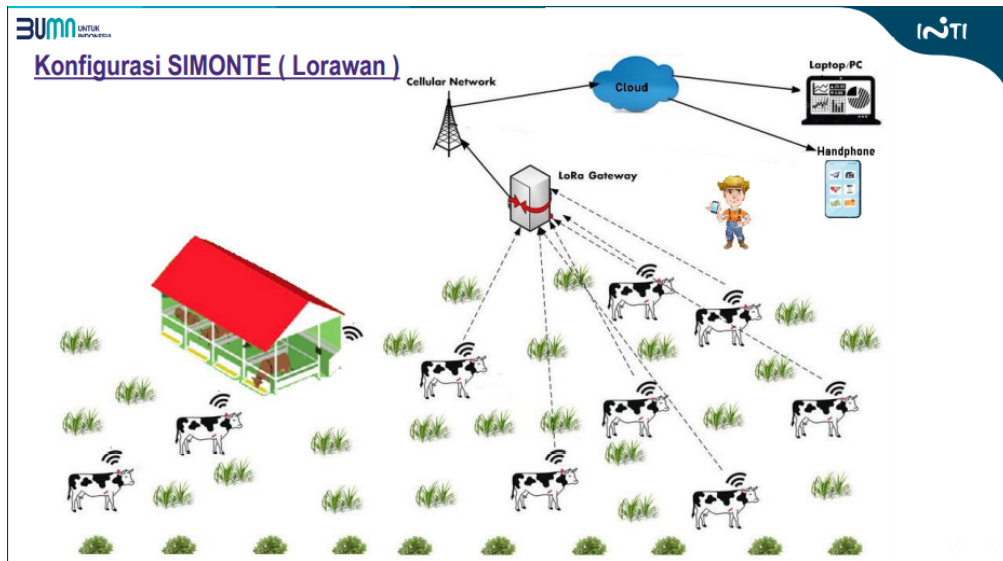 BUMN UNTUK
INDONESIA
INTI
Konfigurasi SIMONTE ( Lorawan )
Cellular Network
Cloud
Laptop/PC
Handphone
LoRa Gateway